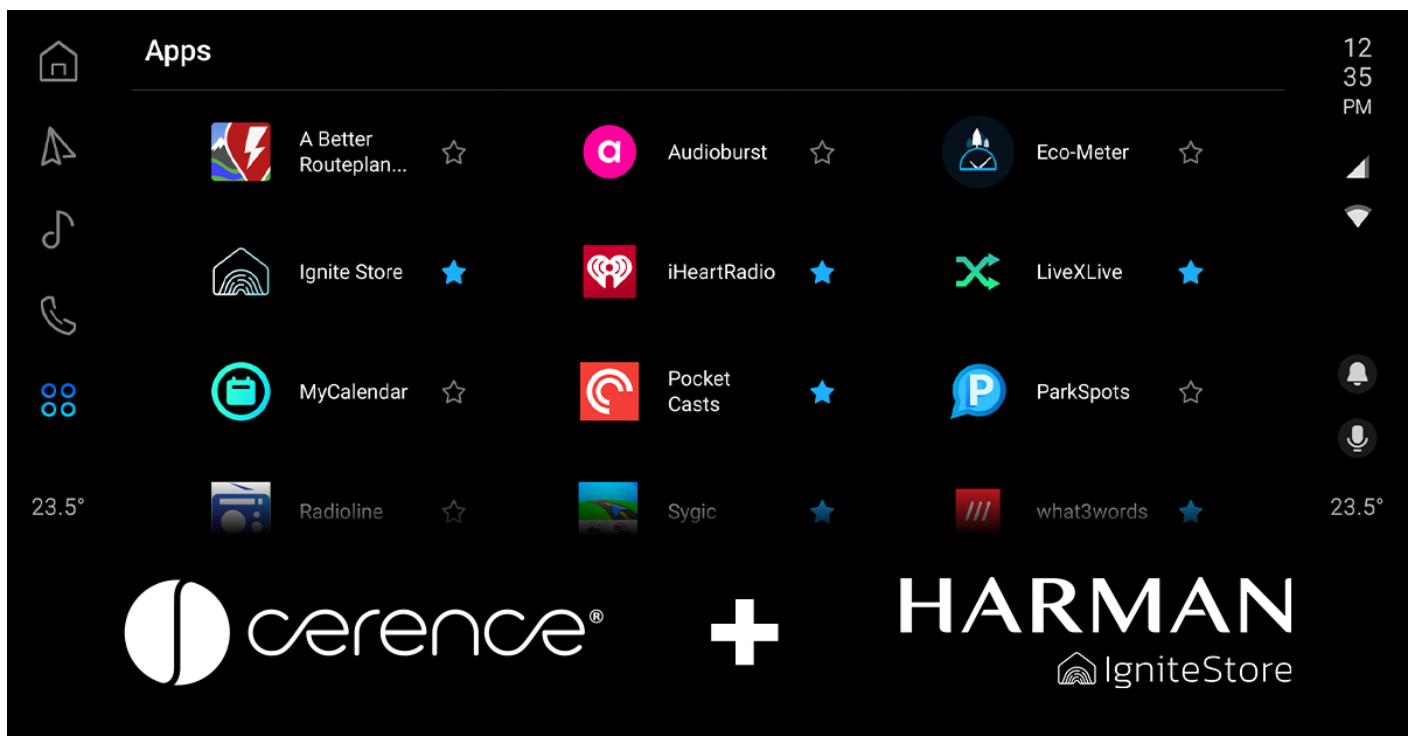 Apps
12
35
PM
A Better
Routeplan...
Audioburst
Eco-Meter
Ignite Store
iHeartRadio
LiveXLive
MyCalendar
Pocket
Casts
ParkSpots
23.5°
Radioline
Sygic
what3words
23.5°
cerence®
+
HARMAN
IgniteStore